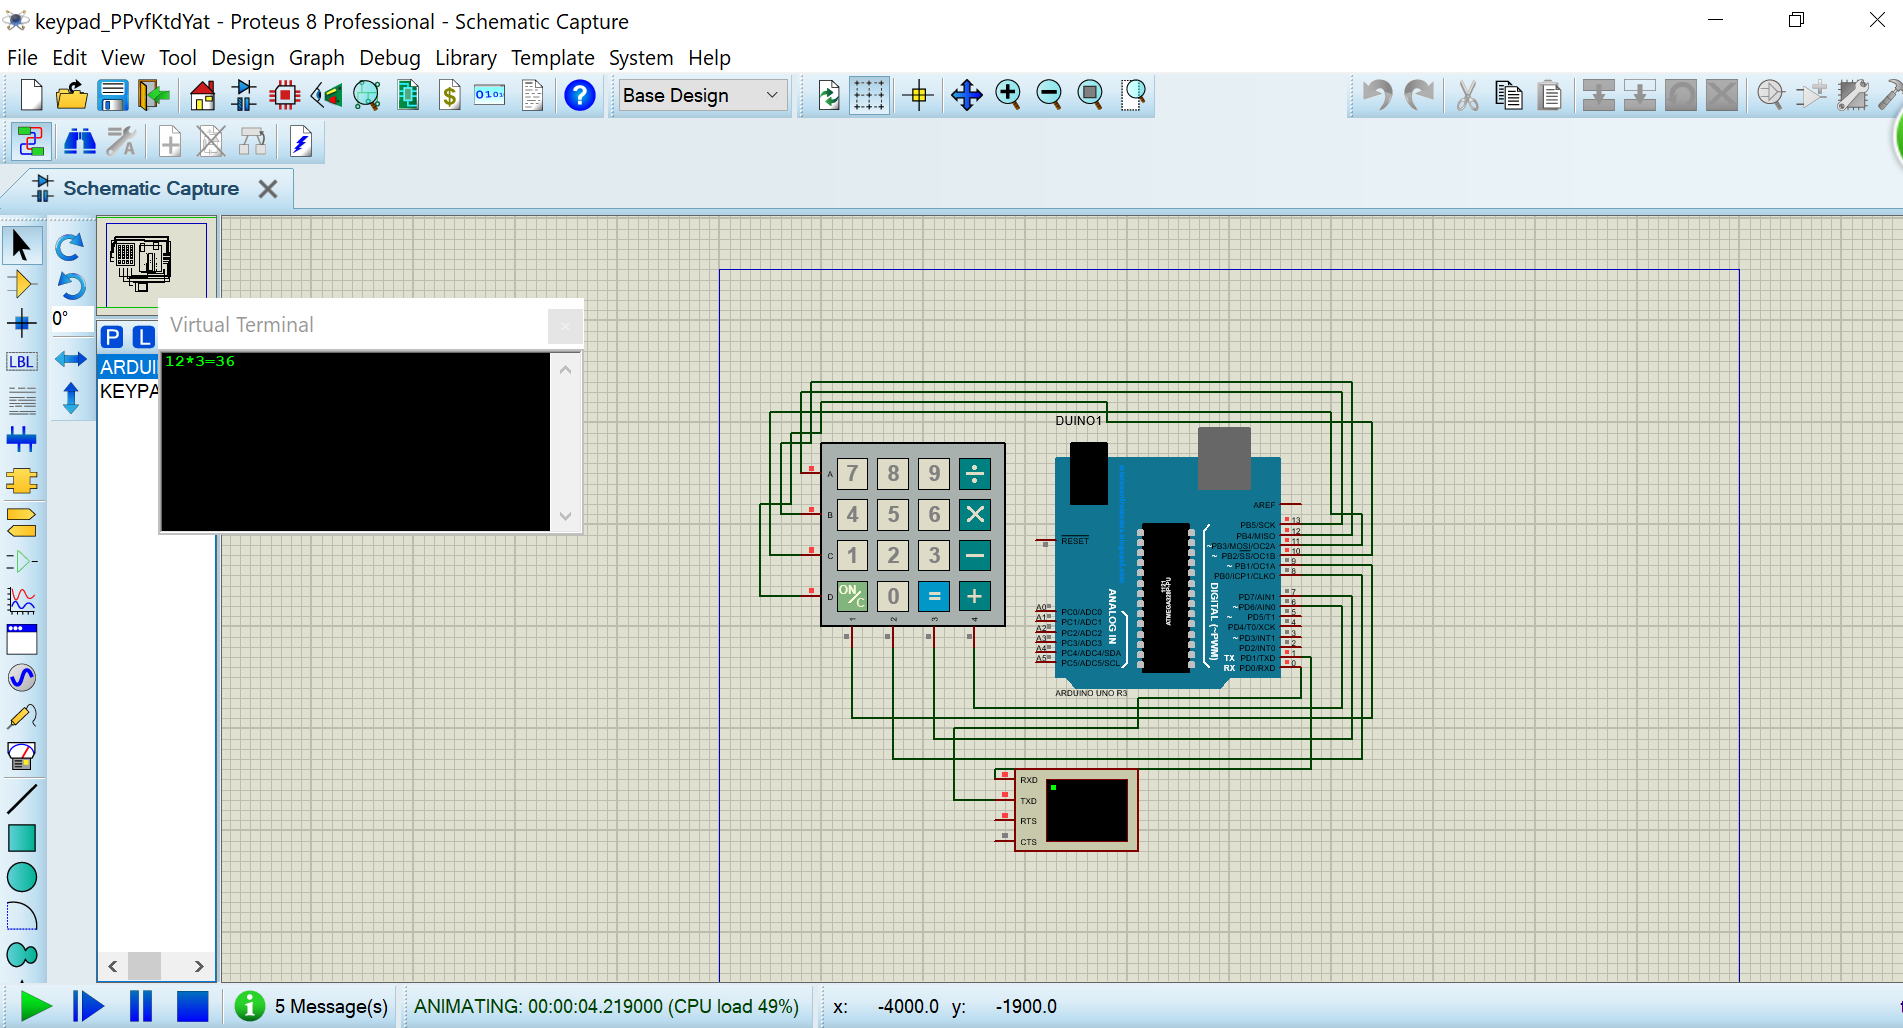 keypad_PPvfKtdYat - Proteus 8 Professional - Schematic Capture
File Edit View Tool Design Graph Debug Library Template System Help
Base Design
Schematic Capture
0°
P L
Virtual Terminal
ARDUI
KEYPA
12*3=36
LBL
DUINO1
7 8 9 ÷
A
4 5 6 ×
B
1 2 3 −
C
ON/C 0 = +
D
1 2 3 4
AREF
RESET
PB5/SCK 13
PB4/MISO 12
~PB3/MOSI/OC2A 11
~ PB2/SS/OC1B 10
~ PB1/OC1A 9
PB0/ICP1/CLKO 8
PD7/AIN1 7
~PD6/AIN0 6
~ PD5/T1 5
PD4/T0/XCK 4
~PD3/INT1 3
PD2/INT0 2
TX PD1/TXD 1
RX PD0/RXD 0
A0 PC0/ADC0
A1 PC1/ADC1
A2 PC2/ADC2
A3 PC3/ADC3
A4 PC4/ADC4/SDA
A5 PC5/ADC5/SCL
ANALOG IN
DIGITAL (~PWM)
ARDUINO UNO R3
RXD
TXD
RTS
CTS
5 Message(s)
ANIMATING: 00:00:04.219000 (CPU load 49%)
x: -4000.0 y: -1900.0